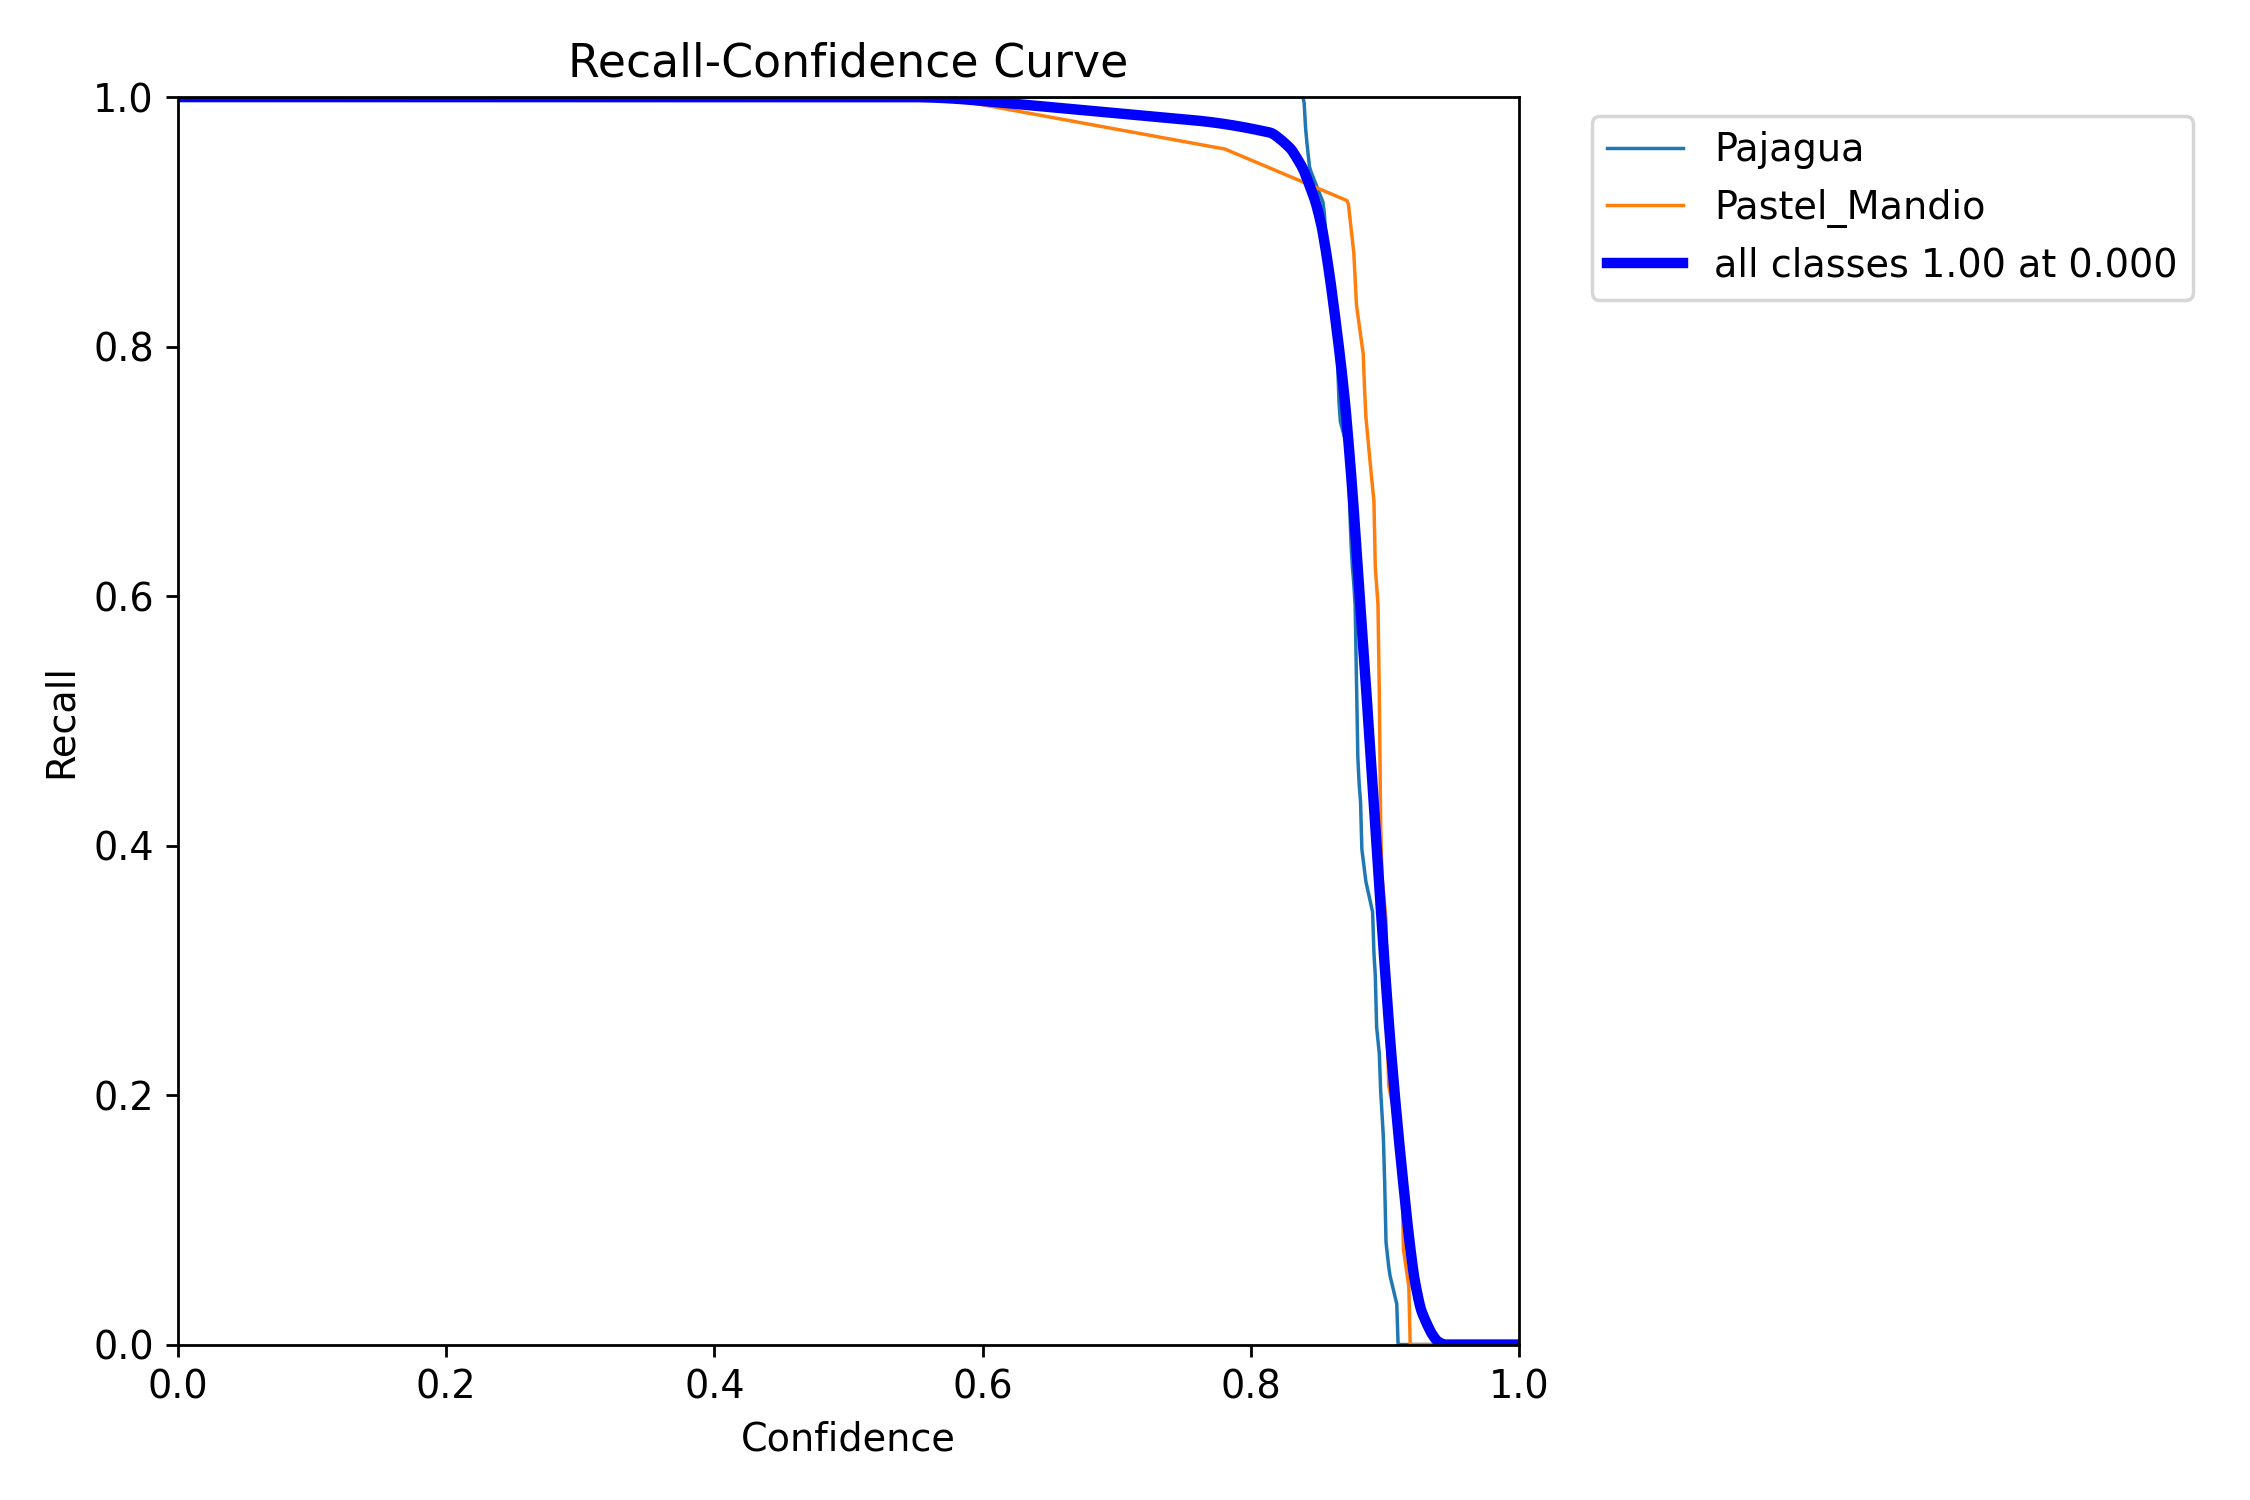 Recall-Confidence Curve
1.0
0.8
0.6
0.4
0.2
0.0
Recall
0.0 0.2 0.4 0.6 0.8 1.0
Confidence
Pajagua
Pastel_Mandio
all classes 1.00 at 0.000